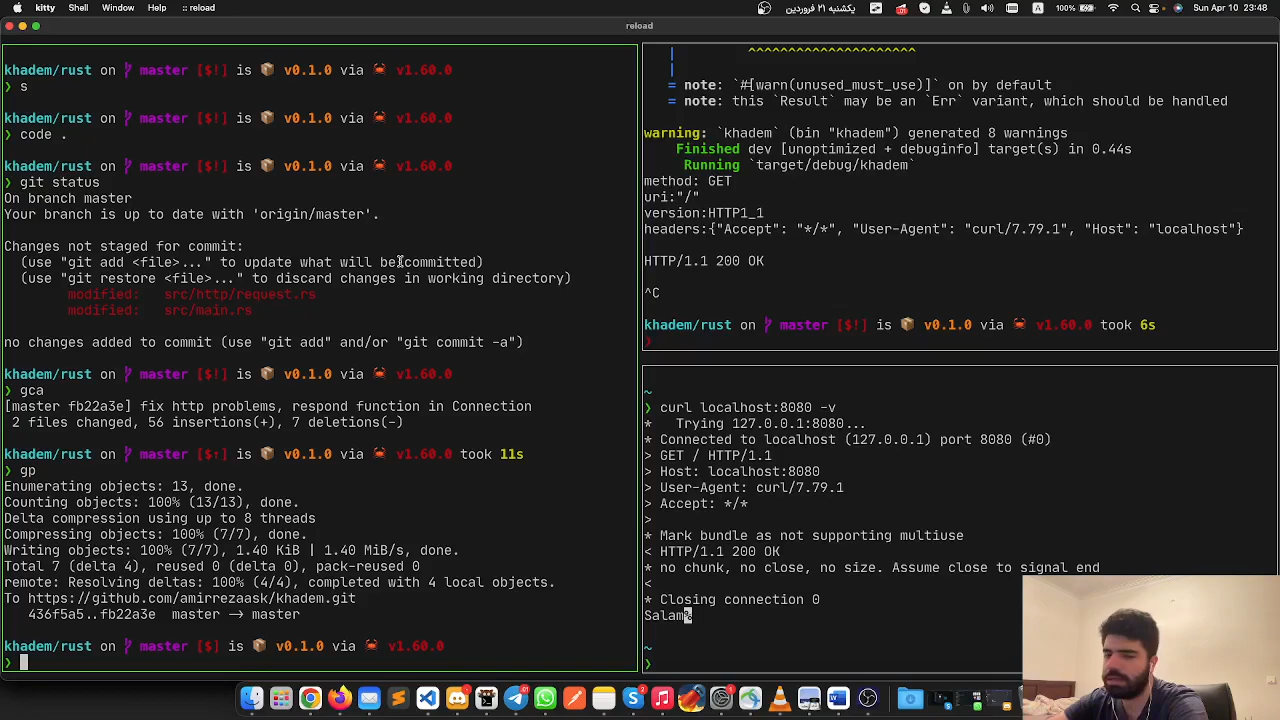 kitty Shell Window Help :: reload
یکشنبه ۲۱ فروردین
A
100%
Sun Apr 10 23:48
reload
khadem/rust on master [$!] is 📦 v0.1.0 via 🦀 v1.60.0
❯ s
khadem/rust on master [$!] is 📦 v0.1.0 via 🦀 v1.60.0
❯ code .
khadem/rust on master [$!] is 📦 v0.1.0 via 🦀 v1.60.0
❯ git status
On branch master
Your branch is up to date with 'origin/master'.
Changes not staged for commit:
(use "git add <file>..." to update what will be committed)
(use "git restore <file>..." to discard changes in working directory)
modified: src/http/request.rs
modified: src/main.rs
no changes added to commit (use "git add" and/or "git commit -a")
khadem/rust on master [$!] is 📦 v0.1.0 via 🦀 v1.60.0
❯ gca
[master fb22a3e] fix http problems, respond function in Connection
2 files changed, 56 insertions(+), 7 deletions(-)
khadem/rust on master [$↑] is 📦 v0.1.0 via 🦀 v1.60.0 took 11s
❯ gp
Enumerating objects: 13, done.
Counting objects: 100% (13/13), done.
Delta compression using up to 8 threads
Compressing objects: 100% (7/7), done.
Writing objects: 100% (7/7), 1.40 KiB | 1.40 MiB/s, done.
Total 7 (delta 4), reused 0 (delta 0), pack-reused 0
remote: Resolving deltas: 100% (4/4), completed with 4 local objects.
To https://github.com/amirrezaask/khadem.git
436f5a5..fb22a3e master -> master
khadem/rust on master [$] is 📦 v0.1.0 via 🦀 v1.60.0
❯
| ^^^^^^^^^^^^^^^^^^^^^
|
= note: `#[warn(unused_must_use)]` on by default
= note: this `Result` may be an `Err` variant, which should be handled
warning: `khadem` (bin "khadem") generated 8 warnings
Finished dev [unoptimized + debuginfo] target(s) in 0.44s
Running `target/debug/khadem`
method: GET
uri:"/"
version:HTTP1_1
headers:{"Accept": "*/*", "User-Agent": "curl/7.79.1", "Host": "localhost"}
HTTP/1.1 200 OK
^C
khadem/rust on master [$!] is 📦 v0.1.0 via 🦀 v1.60.0 took 6s
❯
~
❯ curl localhost:8080 -v
* Trying 127.0.0.1:8080...
* Connected to localhost (127.0.0.1) port 8080 (#0)
> GET / HTTP/1.1
> Host: localhost:8080
> User-Agent: curl/7.79.1
> Accept: */*
>
* Mark bundle as not supporting multiuse
< HTTP/1.1 200 OK
* no chunk, no close, no size. Assume close to signal end
<
* Closing connection 0
Salam%
~
❯